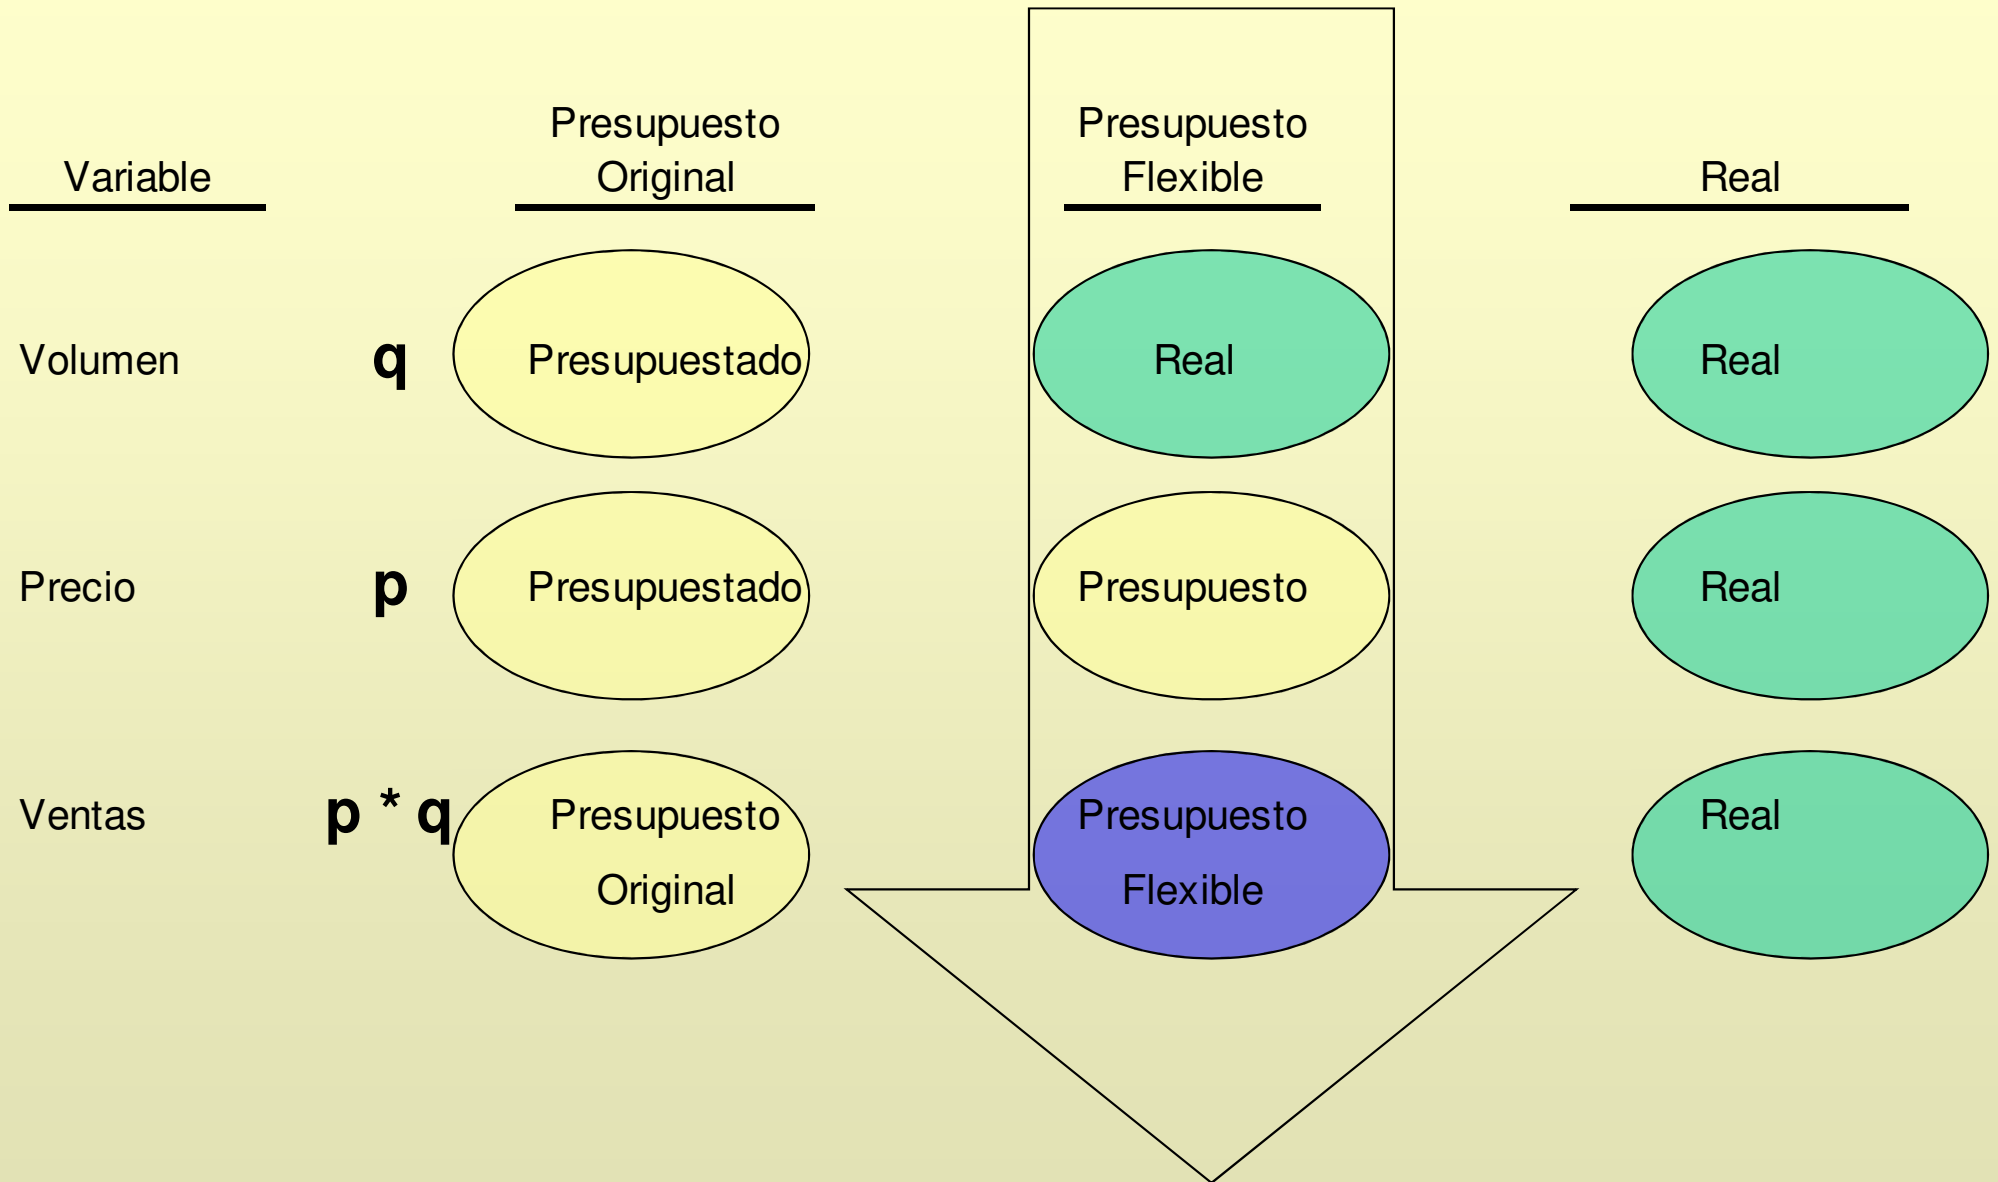 Presupuesto Presupuesto
Variable Original Flexible Real
Volumen q Presupuestado Real Real
Precio p Presupuestado Presupuesto Real
Ventas p * q Presupuesto Presupuesto Real
Original Flexible